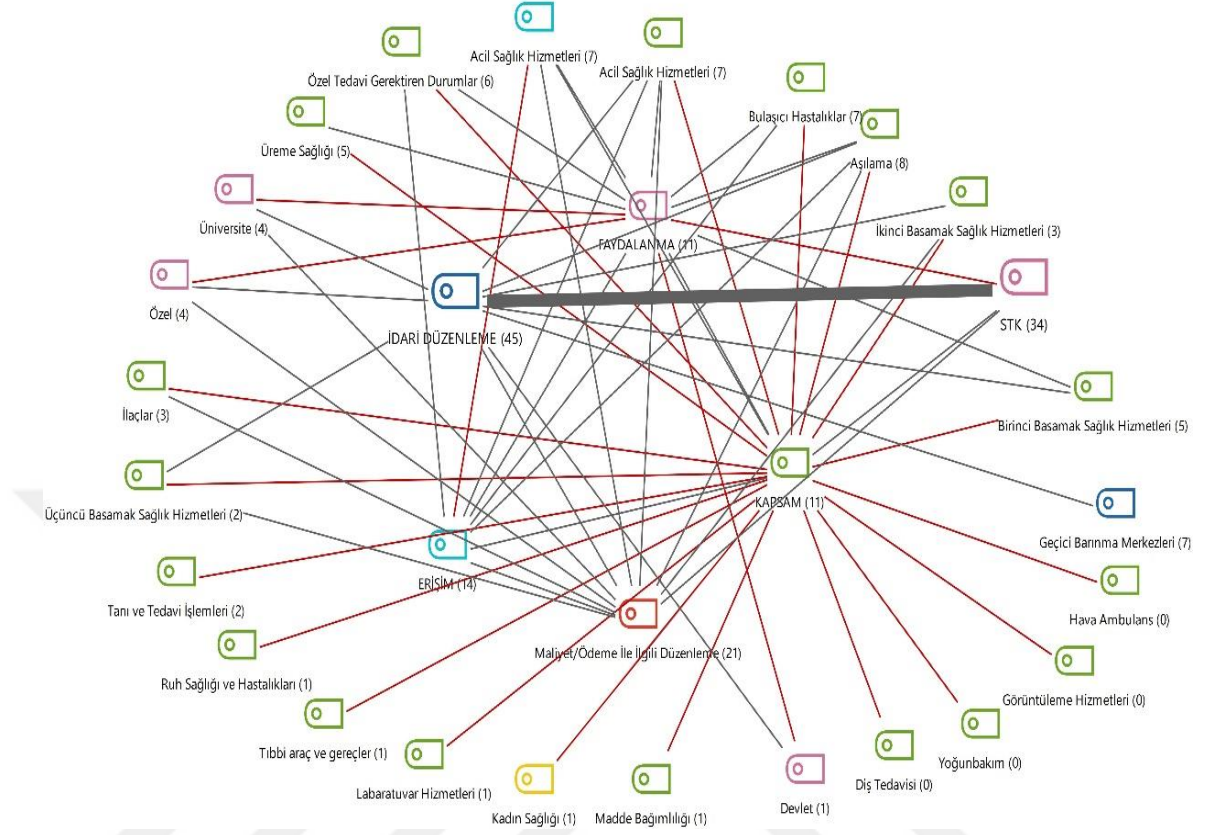 Acil Sağlık Hizmetleri (7)
Acil Sağlık Hizmetleri (7)
Özel Tedavi Gerektiren Durumlar (6)
Bulaşıcı Hastalıklar (7)
Üreme Sağlığı (5)
Aşılama (8)
Üniversite (4)
İkinci Basamak Sağlık Hizmetleri (3)
FAYDALANMA (11)
Özel (4)
İDARİ DÜZENLEME (45)
STK (34)
İlaçlar (3)
Birinci Basamak Sağlık Hizmetleri (5)
KAPSAM (11)
Üçüncü Basamak Sağlık Hizmetleri (2)
Geçici Barınma Merkezleri (7)
ERİŞİM (14)
Tanı ve Tedavi İşlemleri (2)
Hava Ambulans (0)
Maliyet/Ödeme İle İlgili Düzenleme (21)
Ruh Sağlığı ve Hastalıkları (1)
Görüntüleme Hizmetleri (0)
Tıbbi araç ve gereçler (1)
Yoğunbakım (0)
Diş Tedavisi (0)
Labaratuvar Hizmetleri (1)
Devlet (1)
Kadın Sağlığı (1)
Madde Bağımlılığı (1)